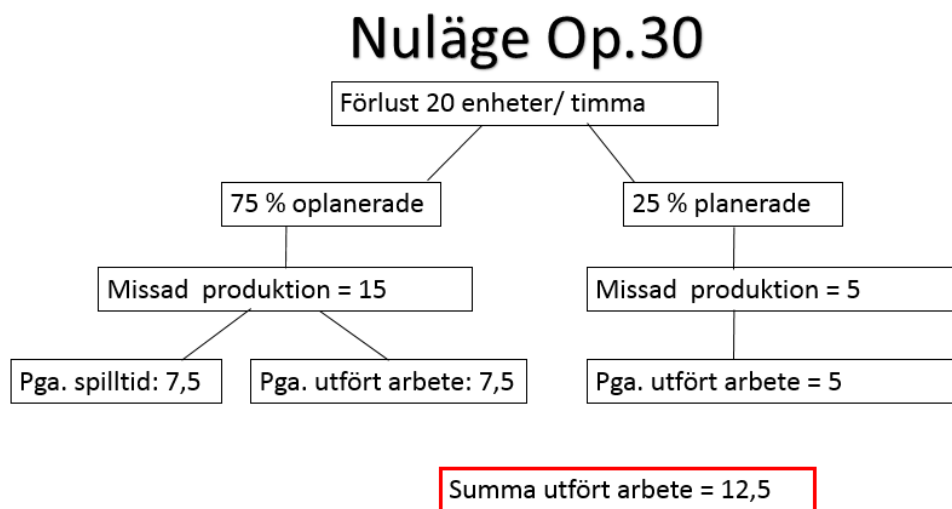 Nuläge Op.30
Förlust 20 enheter/ timma
75 % oplanerade
25 % planerade
Missad produktion = 15
Missad produktion = 5
Pga. spilltid: 7,5
Pga. utfört arbete: 7,5
Pga. utfört arbete = 5
Summa utfört arbete = 12,5